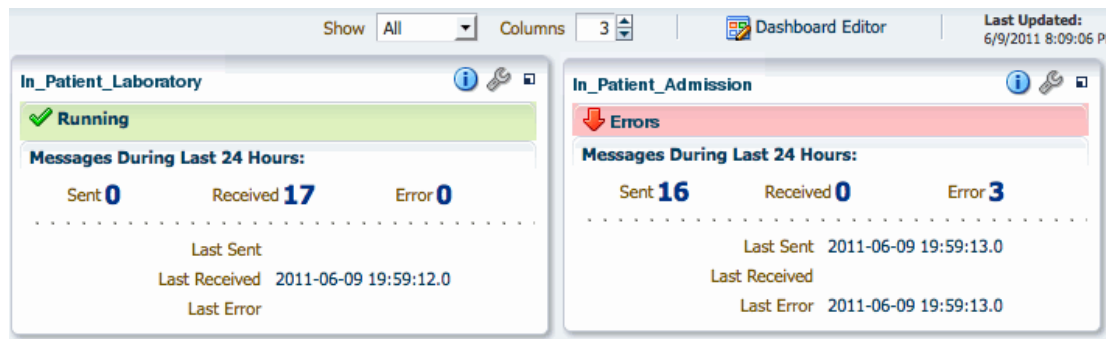 Show All Columns 3 Dashboard Editor Last Updated:
6/9/2011 8:09:06 P
In_Patient_Laboratory
Running
Messages During Last 24 Hours:
Sent 0 Received 17 Error 0
Last Sent
Last Received 2011-06-09 19:59:12.0
Last Error
In_Patient_Admission
Errors
Messages During Last 24 Hours:
Sent 16 Received 0 Error 3
Last Sent 2011-06-09 19:59:13.0
Last Received
Last Error 2011-06-09 19:59:13.0